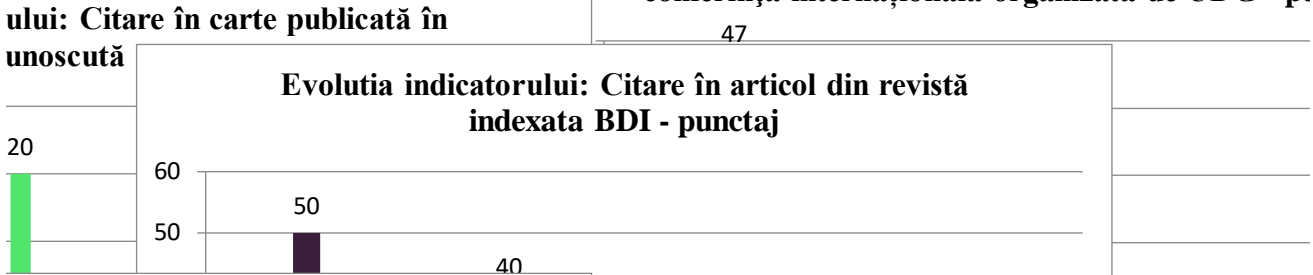 ului: Citare în carte publicată în
unoscută
47
Evolutia indicatorului: Citare în articol din revistă
indexata BDI - punctaj
20
60
50
50
40